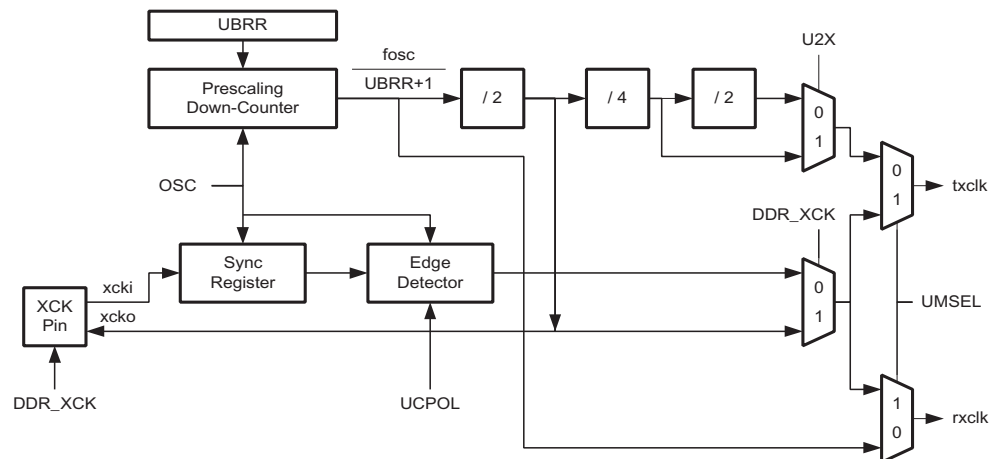 UBRR
U2X
fosc
Prescaling
Down-Counter
UBRR+1
/ 2
/ 4
/ 2
0
1
OSC
0
1
txclk
DDR_XCK
Sync
Register
Edge
Detector
xcki
0
1
UMSEL
XCK
Pin
xcko
DDR_XCK
UCPOL
1
0
rxclk